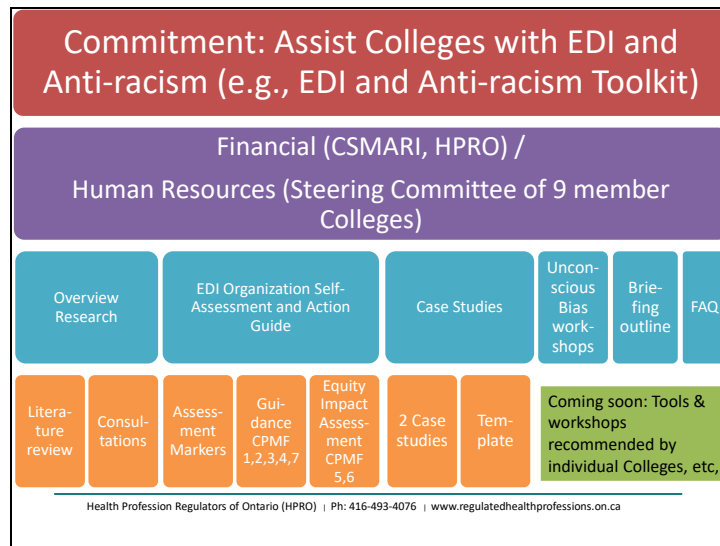 Commitment: Assist Colleges with EDI and
Anti-racism (e.g., EDI and Anti-racism Toolkit)
Financial (CSMARI, HPRO) /
Human Resources (Steering Committee of 9 member
Colleges)
Overview
Research
EDI Organization Self-
Assessment and Action
Guide
Case Studies
Uncon-
scious
Bias
work-
shops
Brie-
fing
outline
FAQ
Litera-
ture
review
Consul-
tations
Assess-
ment
Markers
Gui-
dance
CPMF
1,2,3,4,7
Equity
Impact
Assess-
ment
CPMF
5,6
2 Case
studies
Tem-
plate
Coming soon: Tools &
workshops
recommended by
individual Colleges, etc,
Health Profession Regulators of Ontario (HPRO) | Ph: 416-493-4076 | www.regulatedhealthprofessions.on.ca